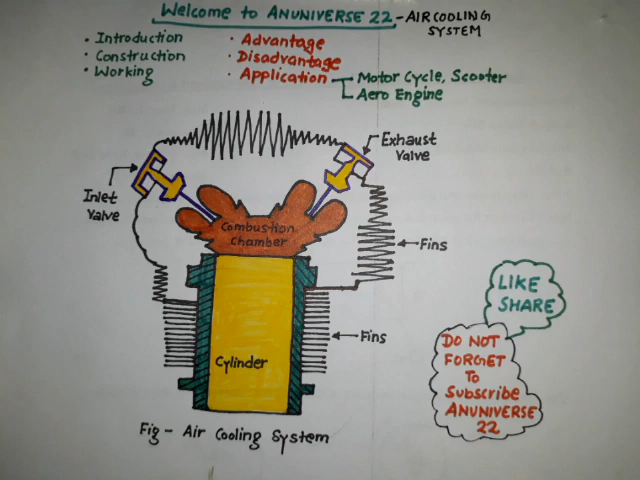 Welcome to ANUNIVERSE 22 - AIR COOLING
SYSTEM
· Introduction
· Construction
· Working
· Advantage
· Disadvantage
· Application
Motor Cycle, Scooter
Aero Engine
Exhaust
Valve
Inlet
Valve
Combustion
Chamber
Fins
Fins
Cylinder
LIKE
SHARE
DO NOT
FORGET
To
Subscribe
ANUNIVERSE
22
Fig - Air Cooling System